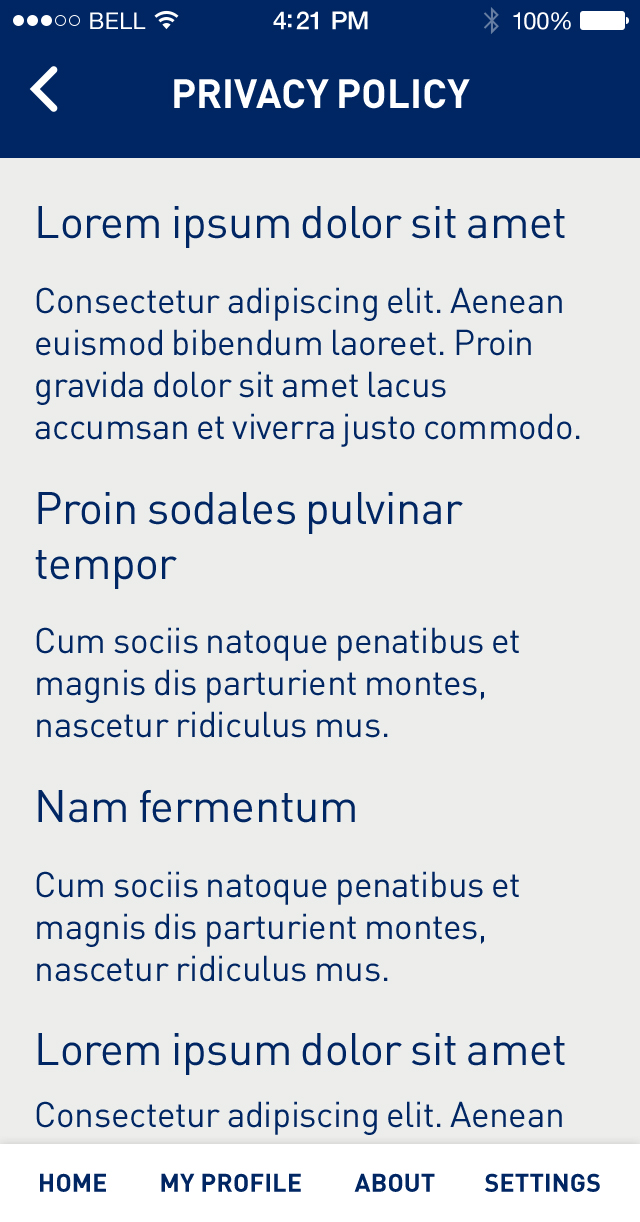 BELL 4:21 PM 100%
PRIVACY POLICY
Lorem ipsum dolor sit amet
Consectetur adipiscing elit. Aenean
euismod bibendum laoreet. Proin
gravida dolor sit amet lacus
accumsan et viverra justo commodo.
Proin sodales pulvinar
tempor
Cum sociis natoque penatibus et
magnis dis parturient montes,
nascetur ridiculus mus.
Nam fermentum
Cum sociis natoque penatibus et
magnis dis parturient montes,
nascetur ridiculus mus.
Lorem ipsum dolor sit amet
Consectetur adipiscing elit. Aenean
HOME MY PROFILE ABOUT SETTINGS